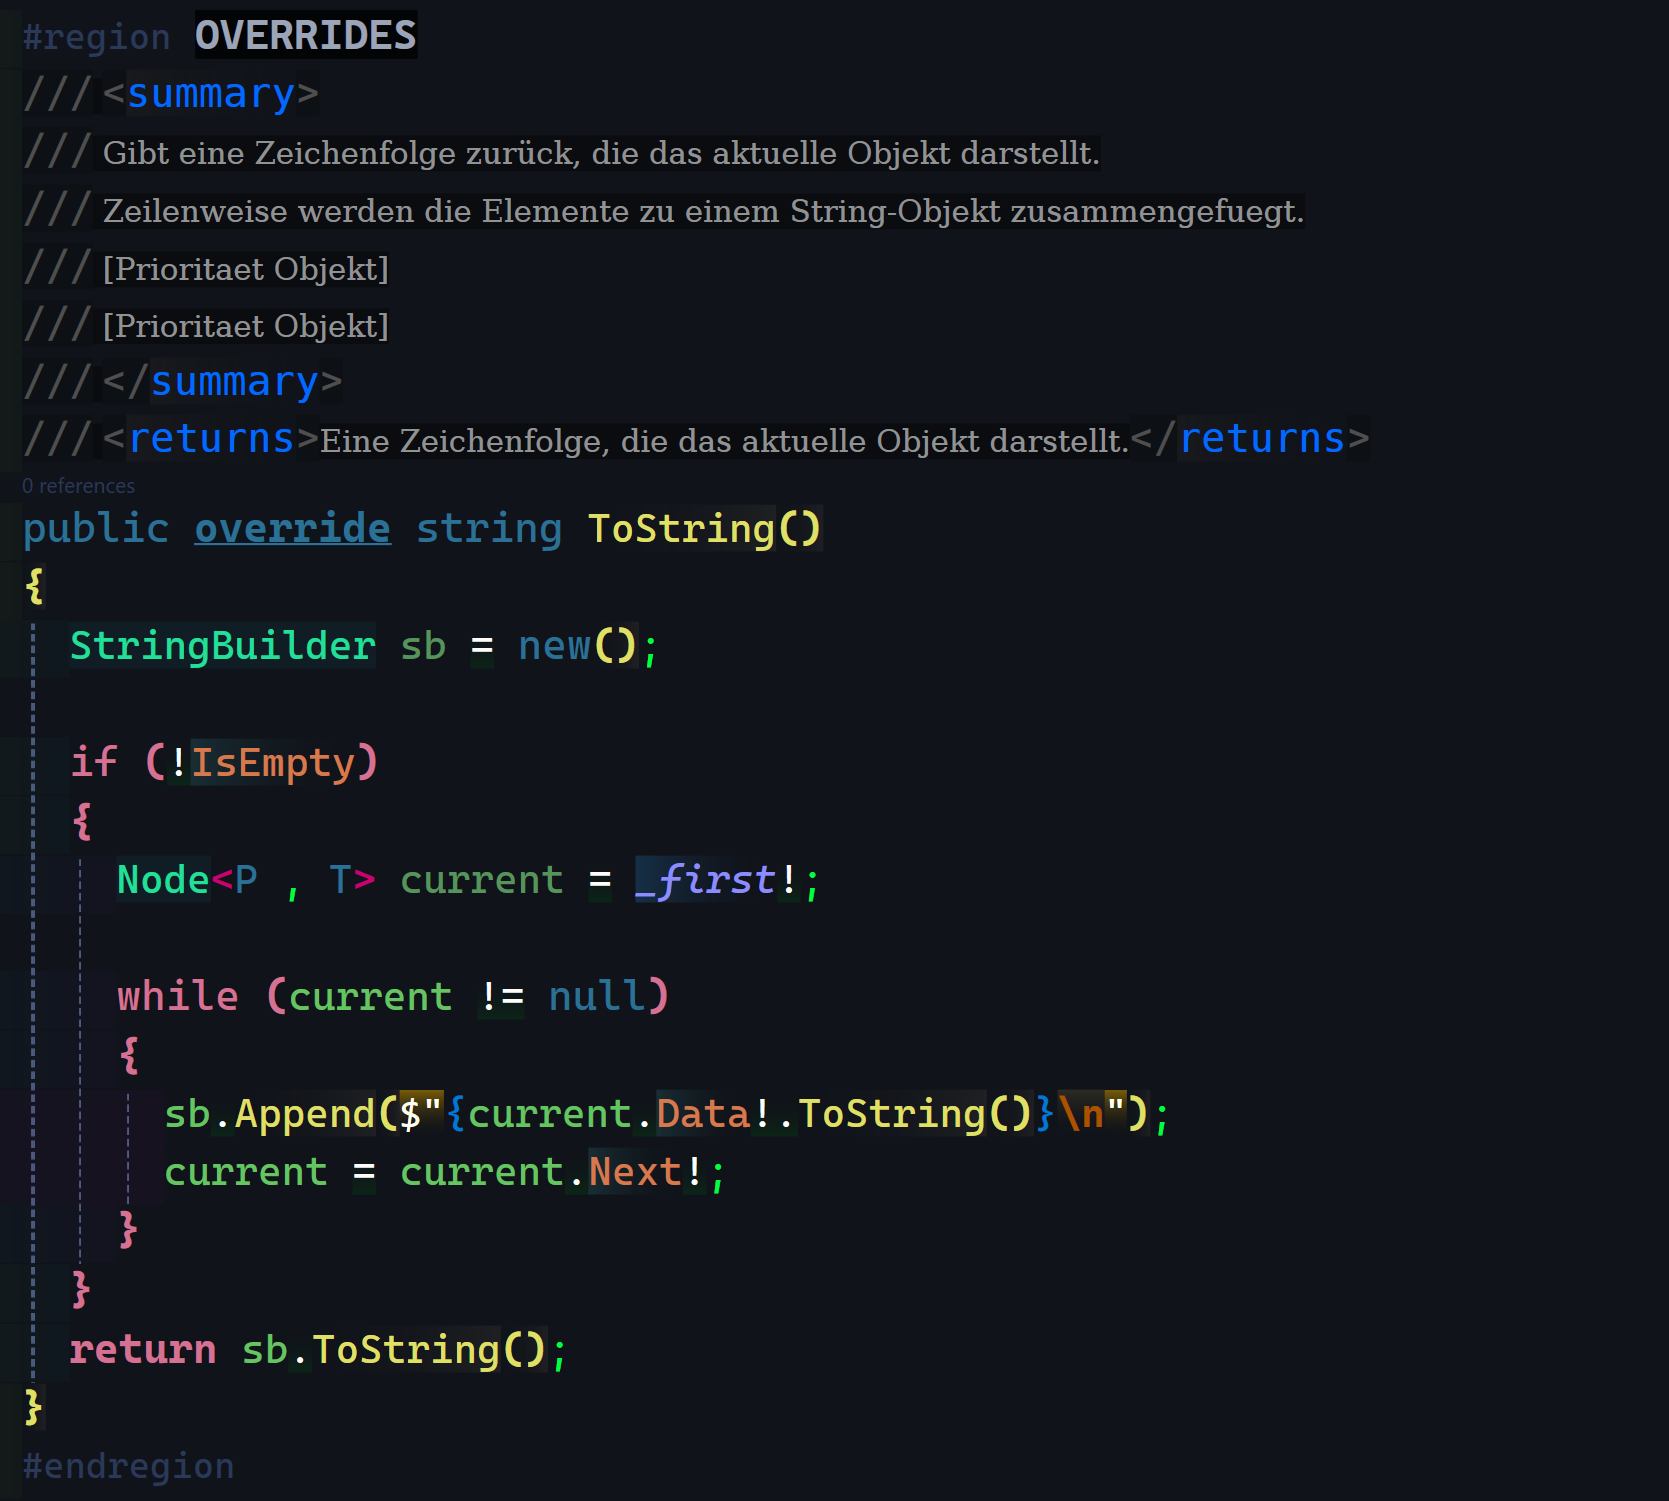 #region OVERRIDES
/// <summary>
/// Gibt eine Zeichenfolge zurück, die das aktuelle Objekt darstellt.
/// Zeilenweise werden die Elemente zu einem String-Objekt zusammengefuegt.
/// [Prioritaet Objekt]
/// [Prioritaet Objekt]
/// </summary>
/// <returns>Eine Zeichenfolge, die das aktuelle Objekt darstellt.</returns>
0 references
public override string ToString()
{
  StringBuilder sb = new();

  if (!IsEmpty)
  {
    Node<P , T> current = _first!;

    while (current != null)
    {
      sb.Append($"{current.Data!.ToString()}\n");
      current = current.Next!;
    }
  }
  return sb.ToString();
}
#endregion